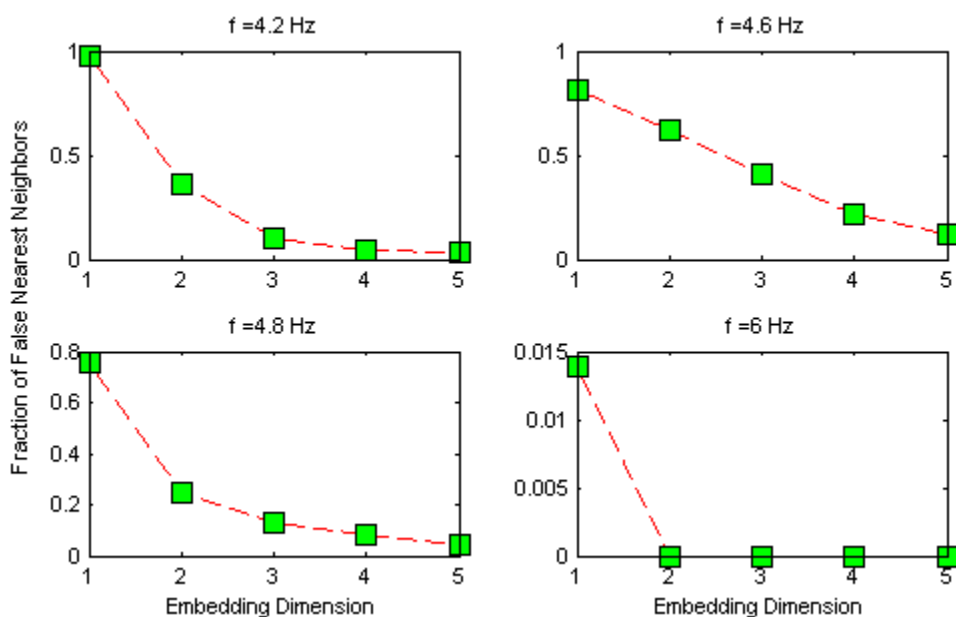 f =4.2 Hz
f =4.6 Hz
Fraction of False Nearest Neighbors
1
0.5
0
1 2 3 4 5
1
0.5
0
1 2 3 4 5
f =4.8 Hz
f =6 Hz
0.8
0.6
0.4
0.2
0
1 2 3 4 5
0.015
0.01
0.005
0
1 2 3 4 5
Embedding Dimension
Embedding Dimension